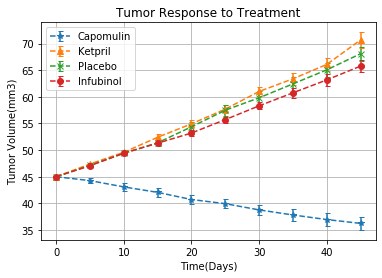 Tumor Response to Treatment
Capomulin
Ketpril
Placebo
Infubinol
Tumor Volume(mm3)
70
65
60
55
50
45
40
35
0
10
20
30
40
Time(Days)